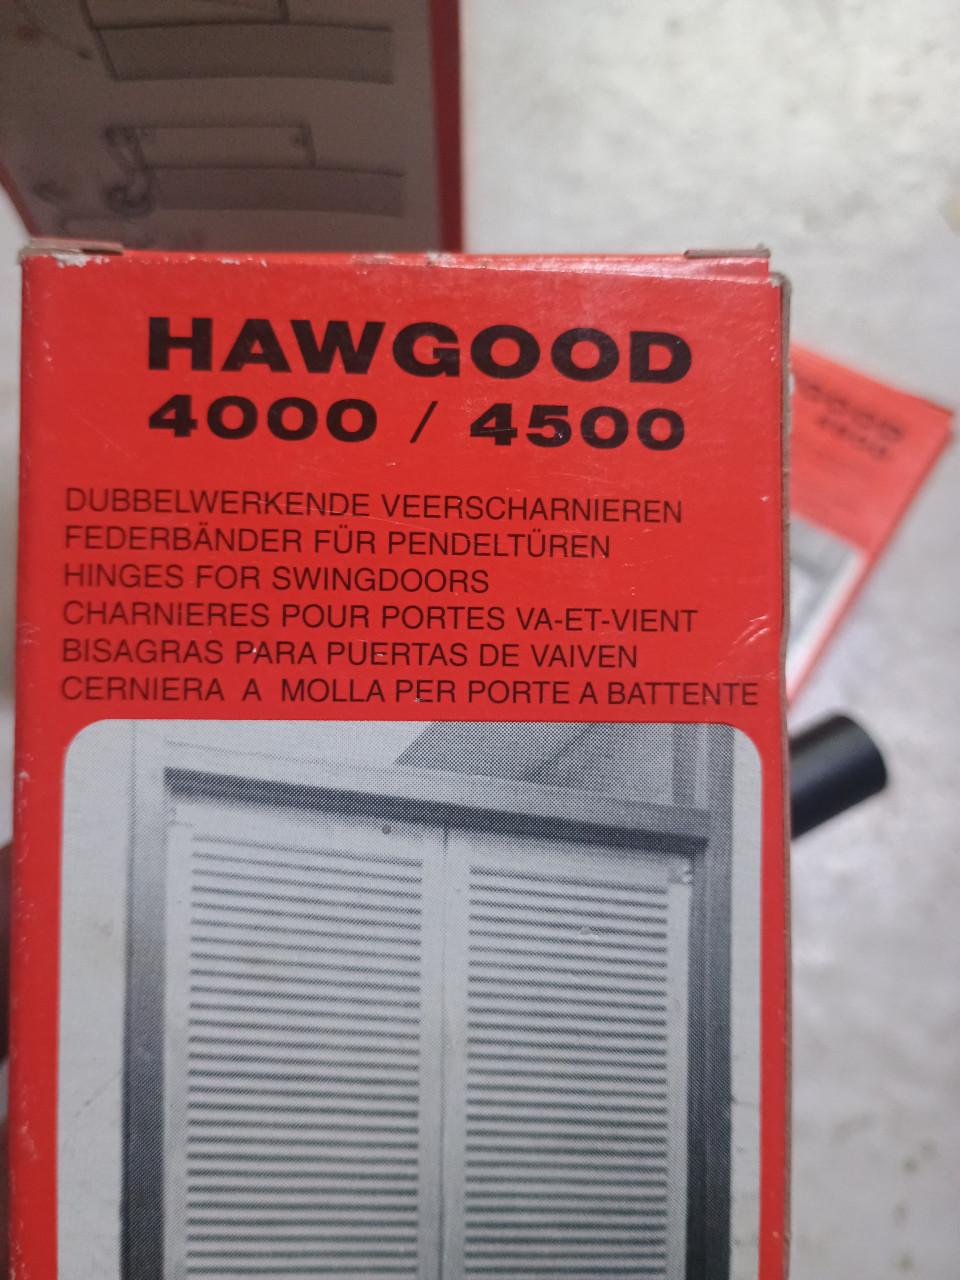 HAWGOOD
4000 / 4500
DUBBELWERKENDE VEERSCHARNIEREN
FEDERBÄNDER FÜR PENDELTÜREN
HINGES FOR SWINGDOORS
CHARNIERES POUR PORTES VA-ET-VIENT
BISAGRAS PARA PUERTAS DE VAIVEN
CERNIERA A MOLLA PER PORTE A BATTENTE